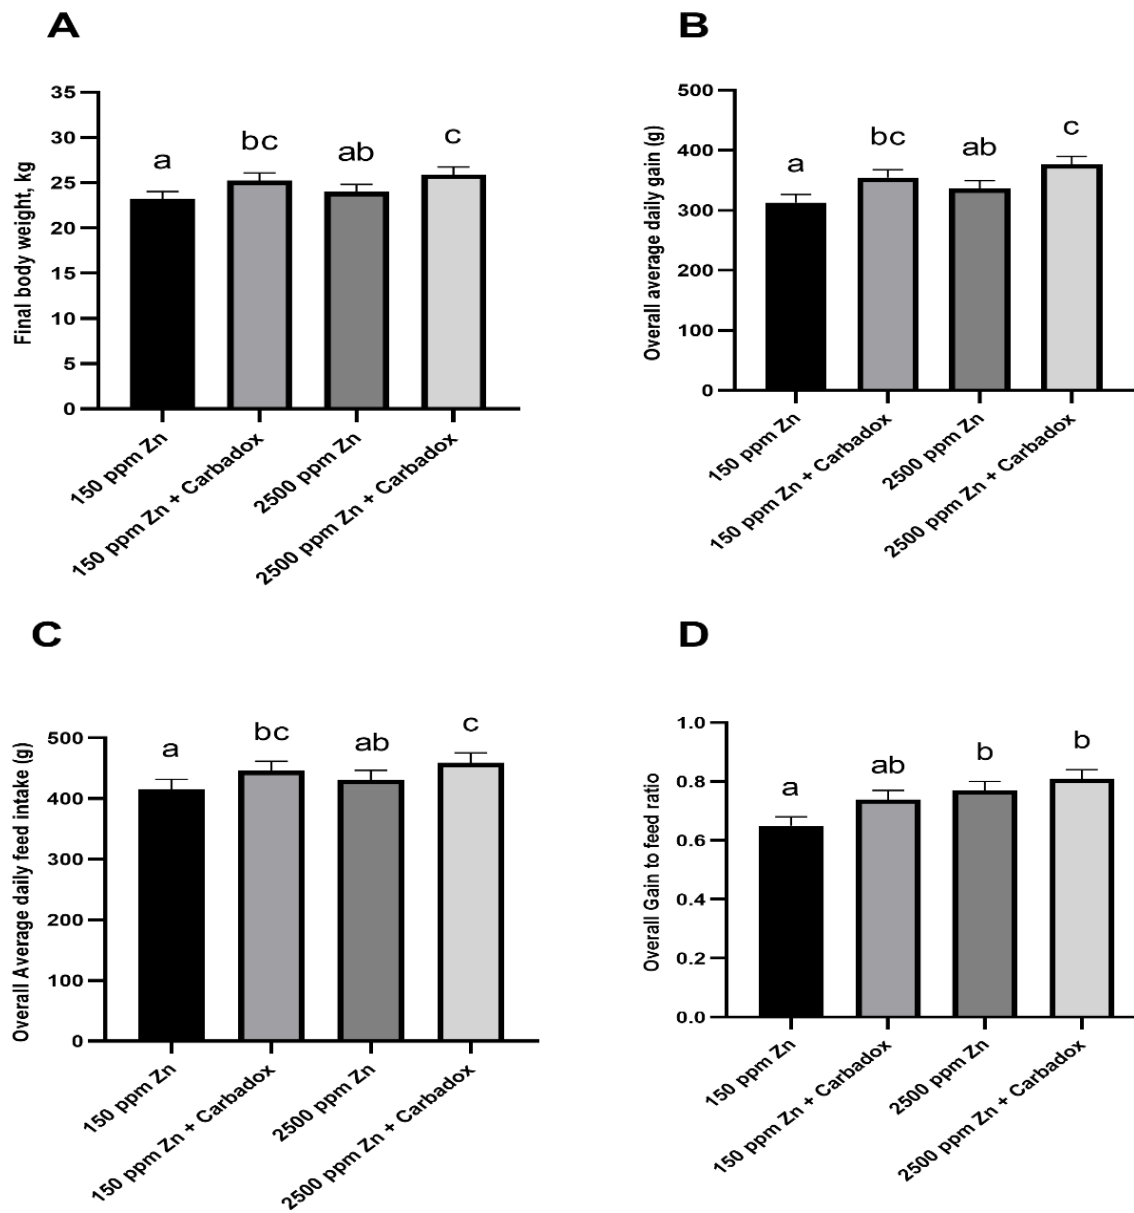 A
Final body weight, kg
35
30
25
20
15
10
5
0
a
bc
ab
c
150 ppm Zn
150 ppm Zn + Carbadox
2500 ppm Zn
2500 ppm Zn + Carbadox
B
Overall average daily gain (g)
500
400
300
200
100
0
a
bc
ab
c
150 ppm Zn
150 ppm Zn + Carbadox
2500 ppm Zn
2500 ppm Zn + Carbadox
C
Overall Average daily feed intake (g)
500
400
300
200
100
0
a
bc
ab
c
150 ppm Zn
150 ppm Zn + Carbadox
2500 ppm Zn
2500 ppm Zn + Carbadox
D
Overall Gain to feed ratio
1.0
0.8
0.6
0.4
0.2
0.0
a
ab
b
b
150 ppm Zn
150 ppm Zn + Carbadox
2500 ppm Zn
2500 ppm Zn + Carbadox